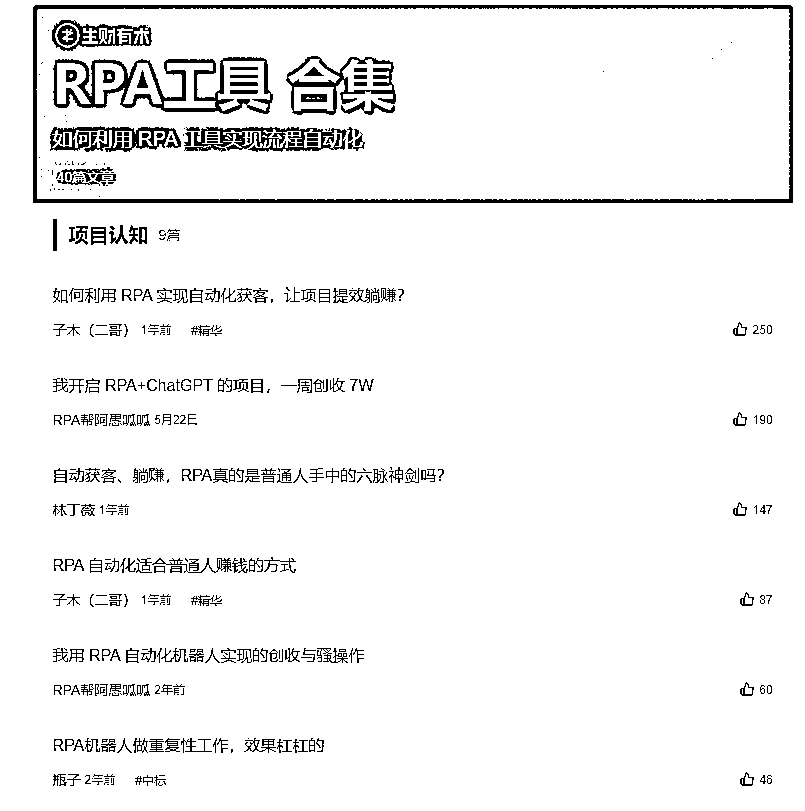 生财有术
RPA工具 合集
如何利用 RPA 工具实现流程自动化
40篇文章
项目认知 9篇
如何利用 RPA 实现自动化获客，让项目提效躺赚？
子木（二哥） 1年前 #精华 250
我开启 RPA+ChatGPT 的项目，一周创收 7W
RPA帮阿愚呱呱 5月22日 190
自动获客、躺赚，RPA真的是普通人手中的六脉神剑吗？
林丁薇 1年前 147
RPA 自动化适合普通人赚钱的方式
子木（二哥） 1年前 #精华 87
我用 RPA 自动化机器人实现的创收与骚操作
RPA帮阿愚呱呱 2年前 60
RPA机器人做重复性工作，效果杠杠的
瓶子 2年前 #中标 46